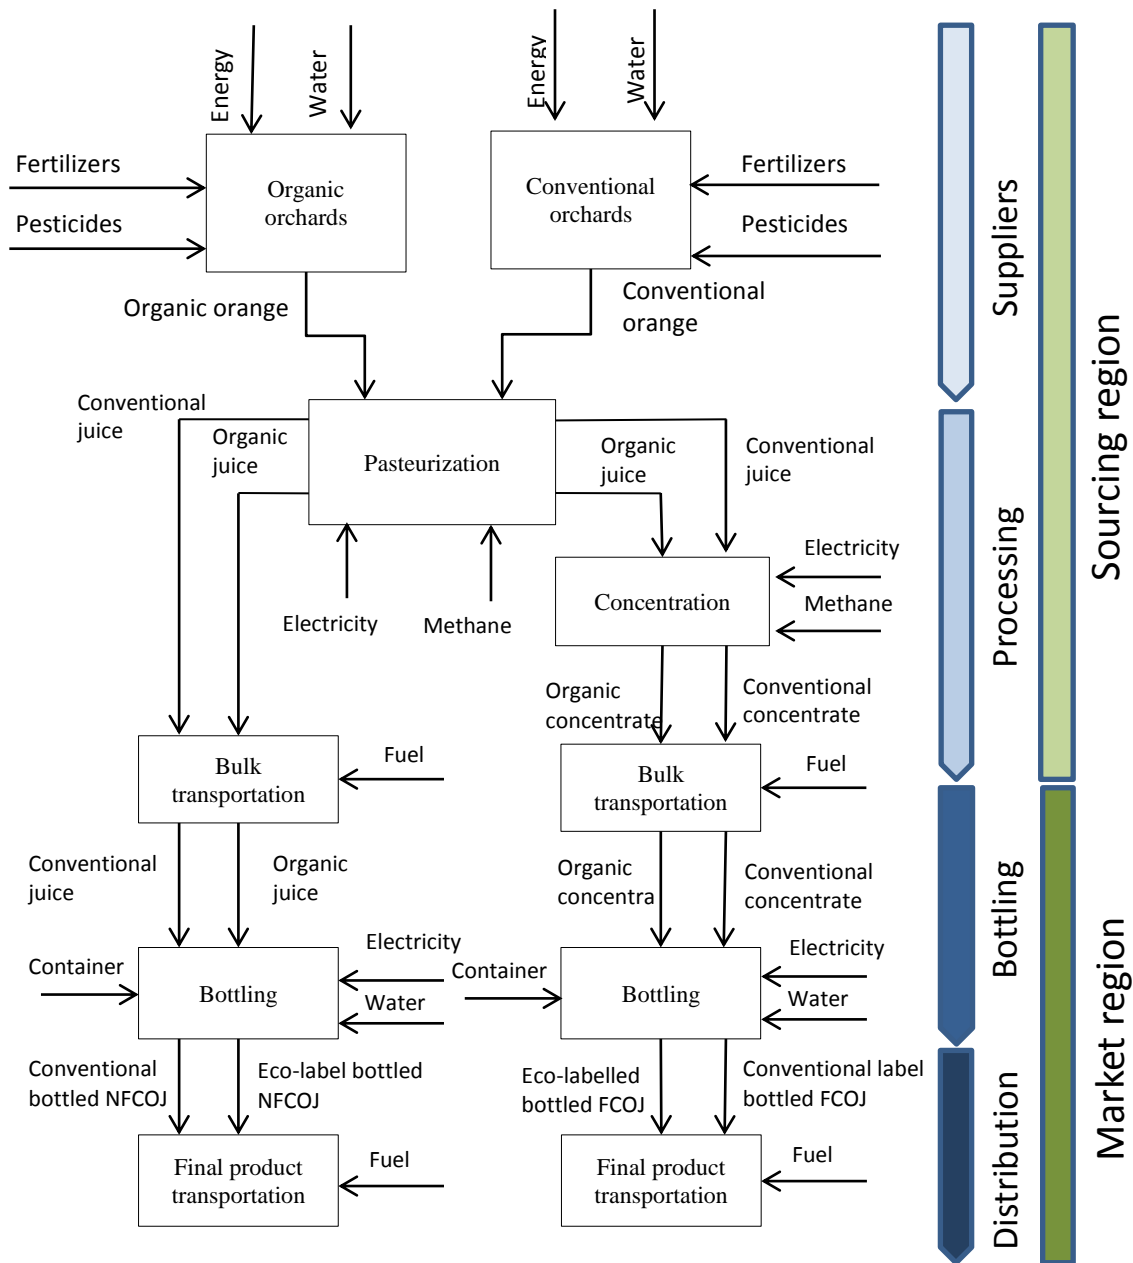 Energy
Water
Energy
Water
Fertilizers
Pesticides
Organic
orchards
Conventional
orchards
Fertilizers
Pesticides
Organic orange
Conventional
orange
Conventional
juice
Organic
juice
Pasteurization
Organic
juice
Conventional
juice
Electricity
Methane
Concentration
Electricity
Methane
Organic
concentrate
Conventional
concentrate
Bulk
transportation
Fuel
Bulk
transportation
Fuel
Conventional
juice
Organic
juice
Organic
concentra
Conventional
concentrate
Container
Bottling
Electricity
Water
Container
Bottling
Electricity
Water
Conventional
bottled NFCOJ
Eco-label bottled
NFCOJ
Eco-labelled
bottled FCOJ
Conventional label
bottled FCOJ
Final product
transportation
Fuel
Final product
transportation
Fuel
Suppliers
Processing
Bottling
Distribution
Sourcing region
Market region